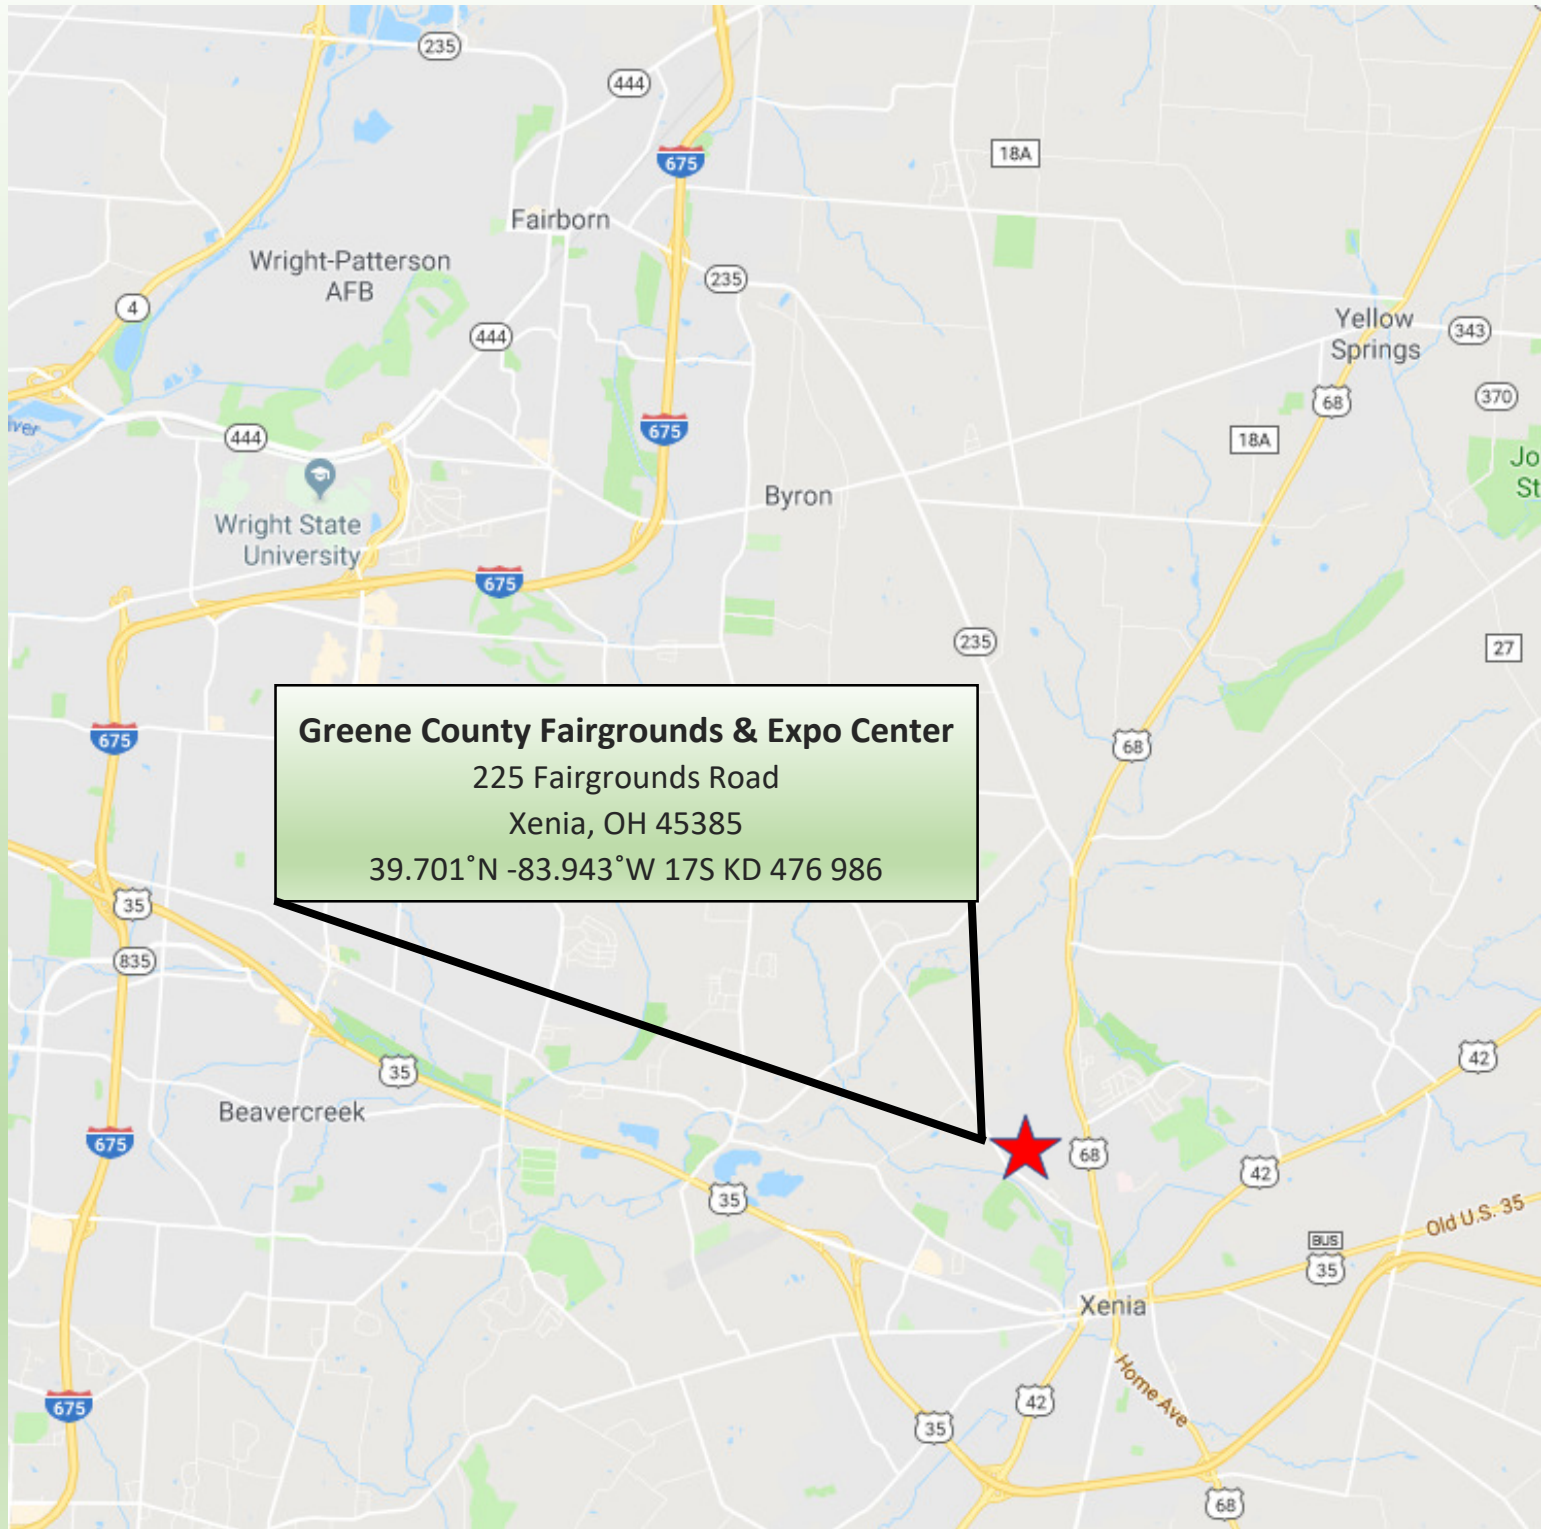 235
444
675
18A
Fairborn
Wright-Patterson
AFB
235
4
444
Yellow
Springs
343
68
370
675
444
18A
Byron
Wright State
University
675
235
27
675
68
Greene County Fairgrounds & Expo Center
225 Fairgrounds Road
Xenia, OH 45385
39.701˚N -83.943˚W 17S KD 476 986
35
835
35
42
Beavercreek
675
68
42
35
Old U.S. 35
BUS
35
Xenia
Home Ave
42
675
35
68